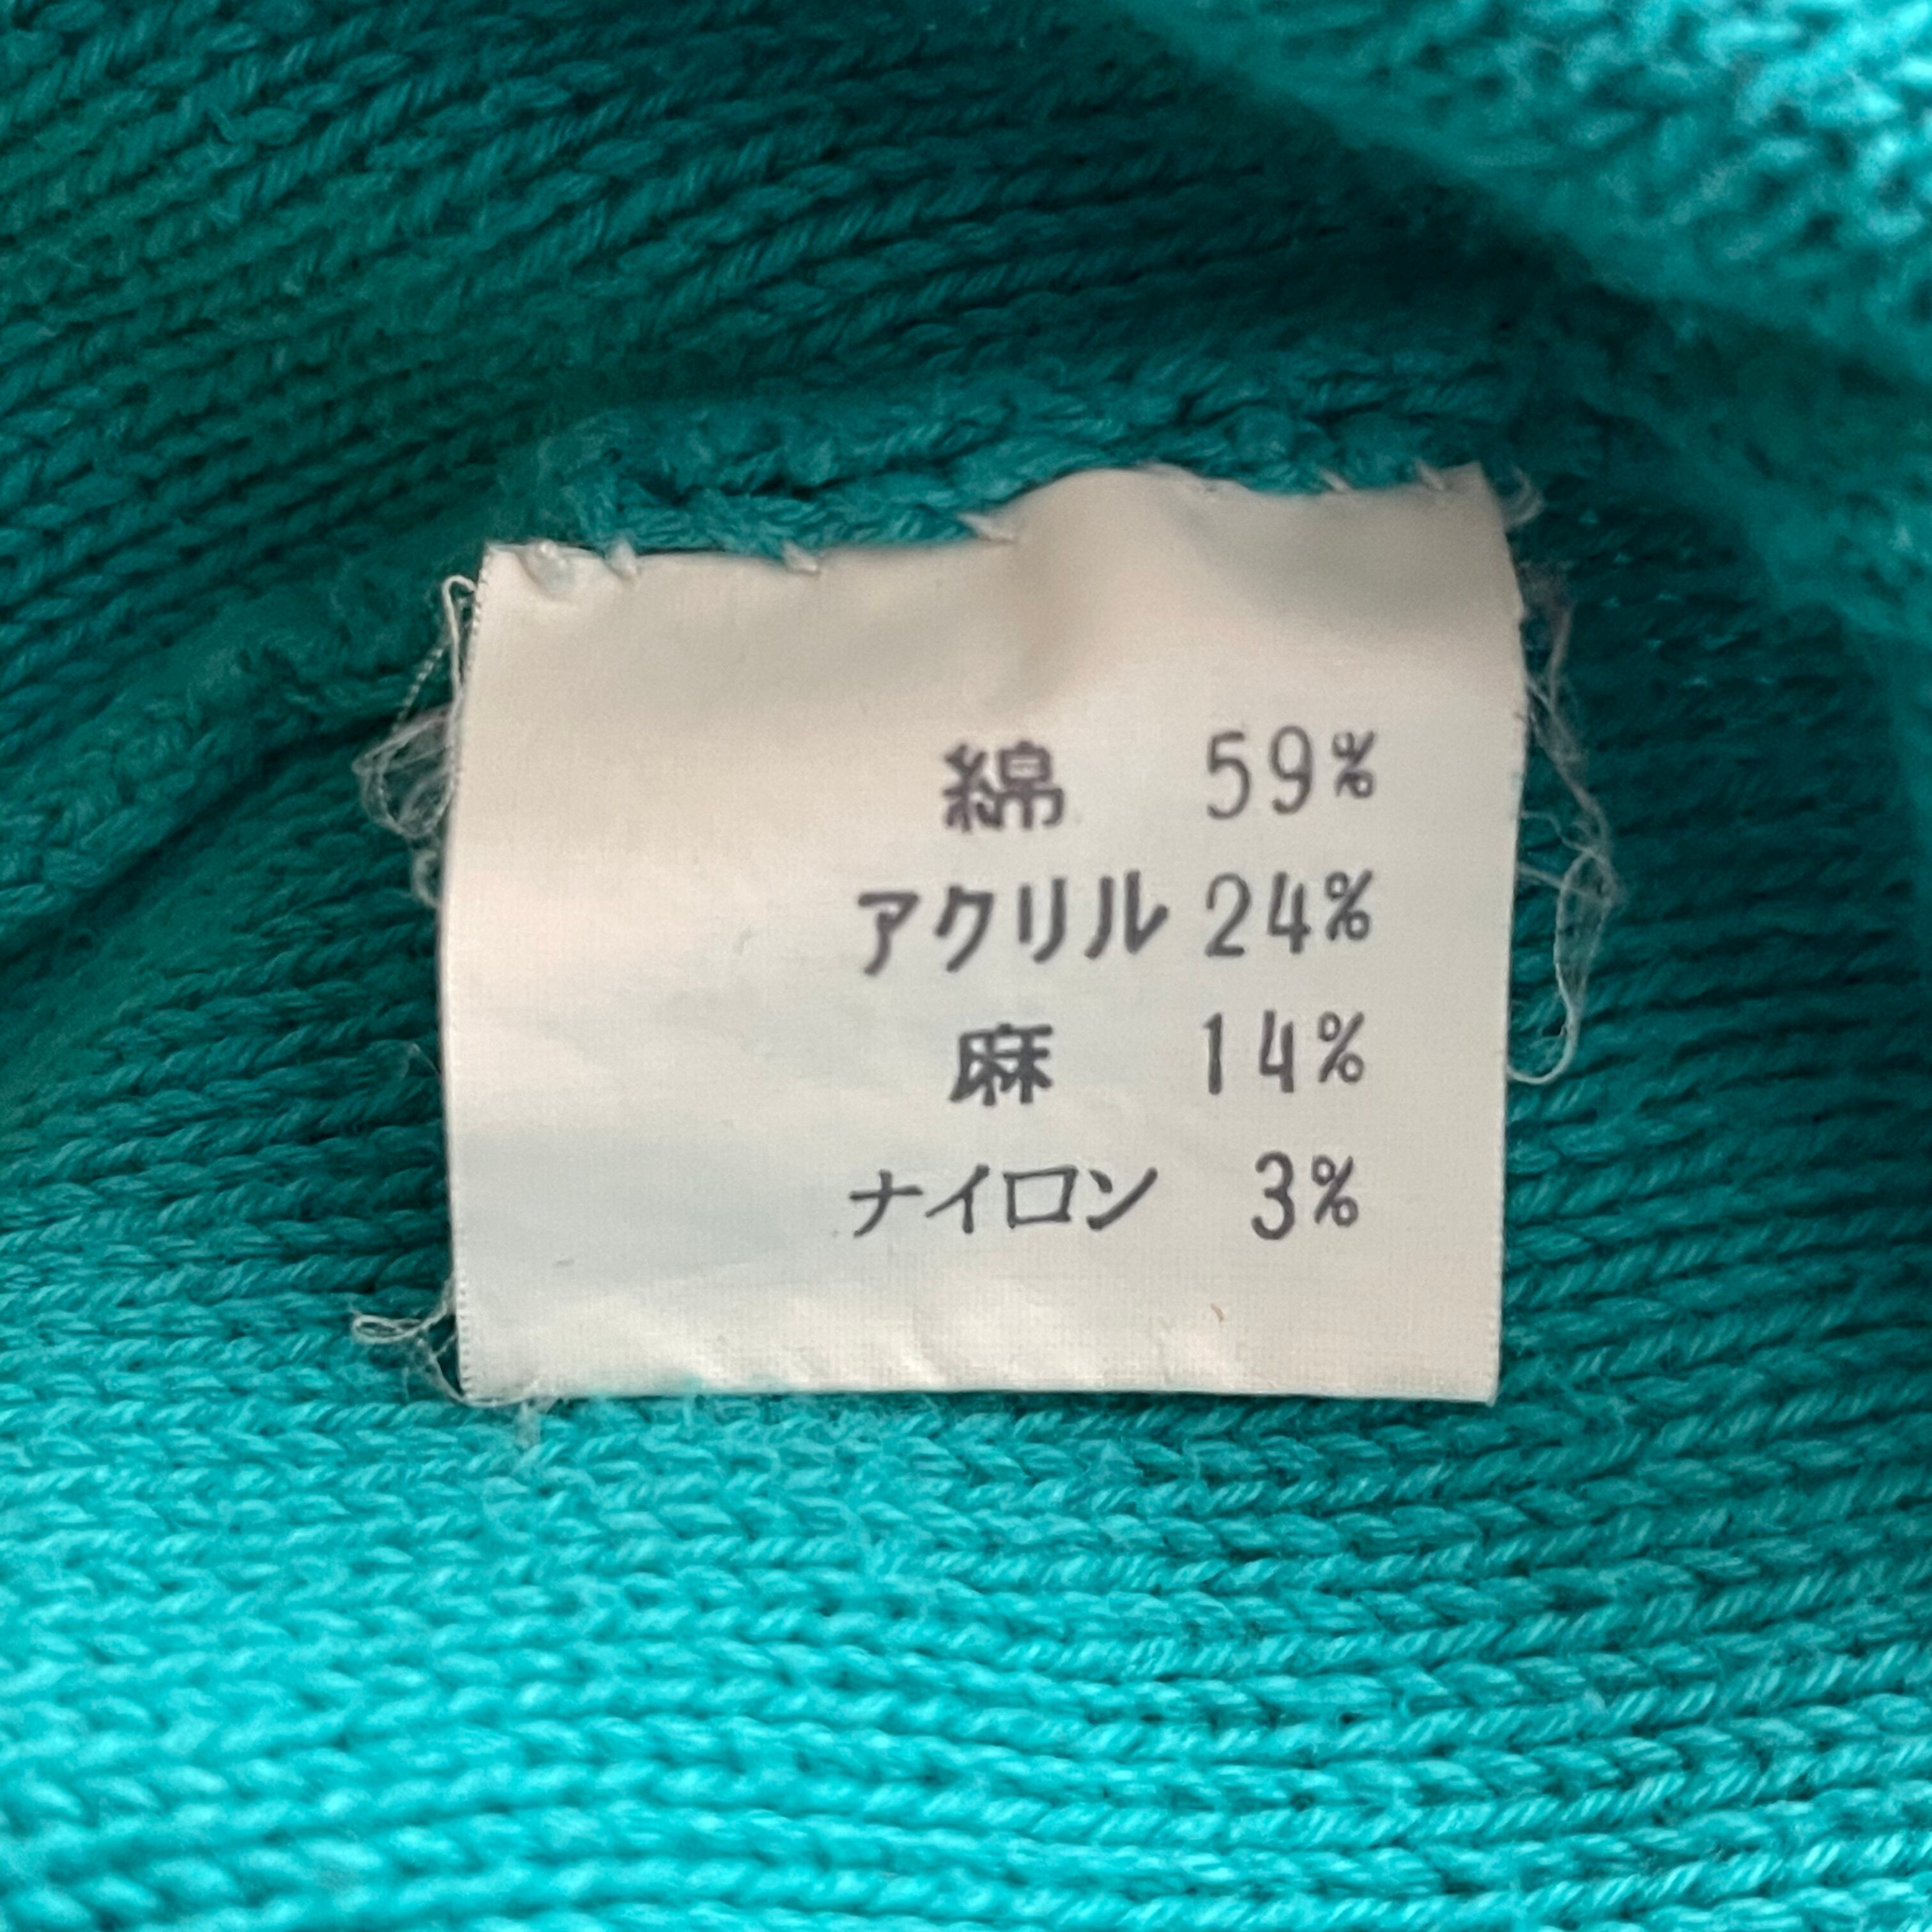 綿 59%
アクリル 24%
麻 14%
ナイロン 3%